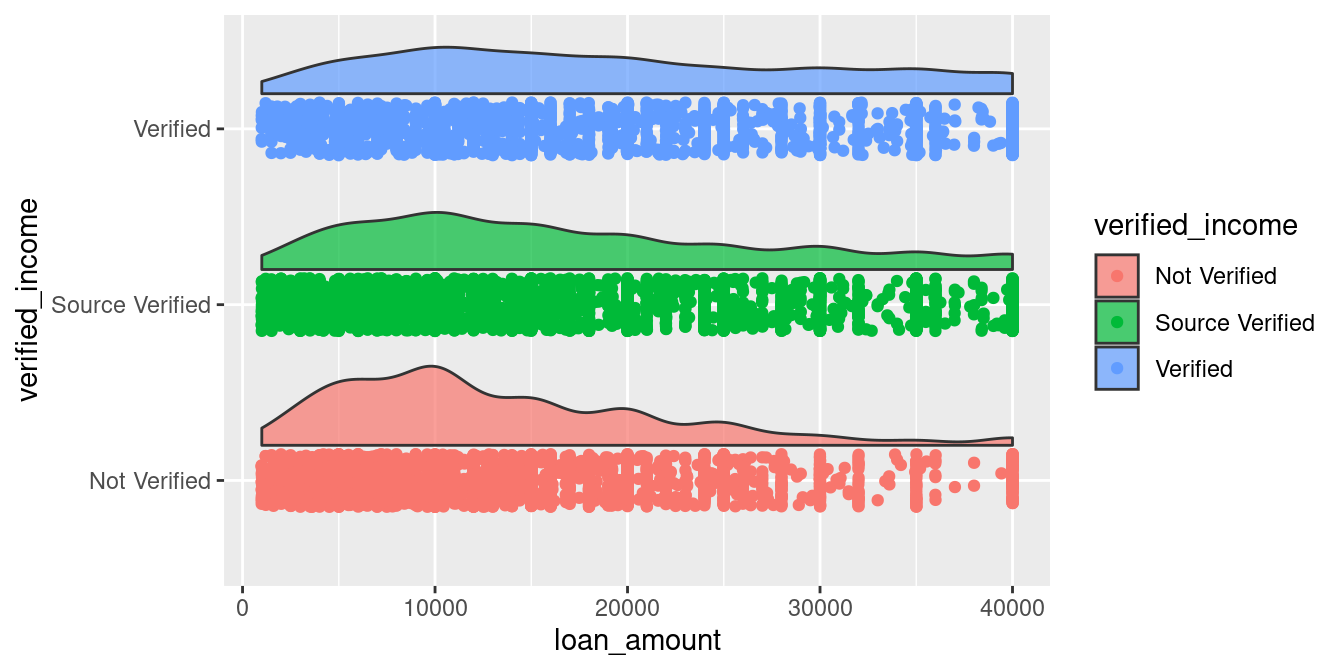 verified_income
Verified
Source Verified
Not Verified
0
10000
20000
30000
40000
loan_amount
verified_income
Not Verified
Source Verified
Verified